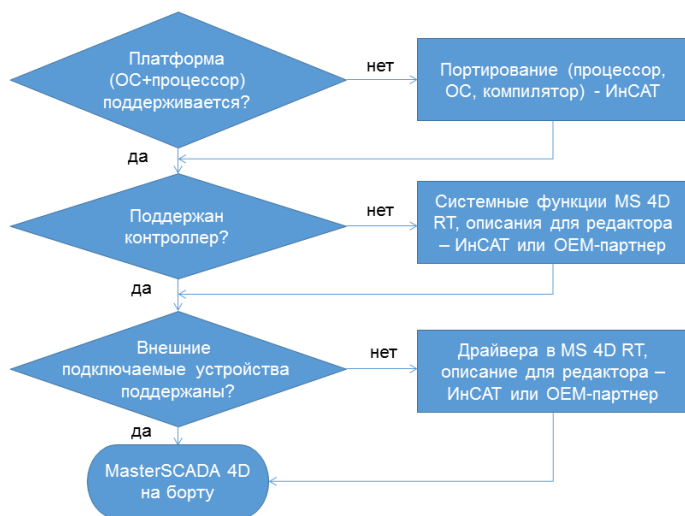 Платформа
(ОС+процессор)
поддерживается?
нет
Портирование (процессор,
ОС, компилятор) - ИнСАТ
да
Поддержан
контроллер?
нет
Системные функции MS 4D
RT, описания для редактора
– ИнСАТ или OEM-партнер
да
Внешние
подключаемые устройства
поддержаны?
нет
Драйвера в MS 4D RT,
описание для редактора –
ИнСАТ или OEM-партнер
да
MasterSCADA 4D
на борту